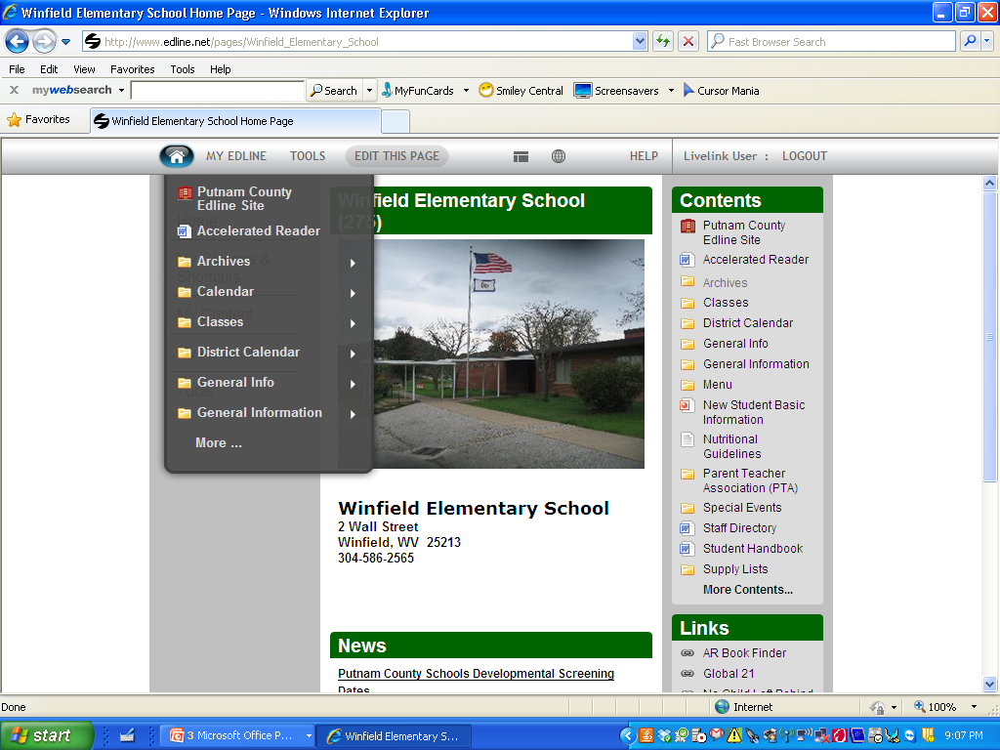 Winfield Elementary School Home Page - Windows Internet Explorer
http://www.edline.net/pages/Winfield_Elementary_School
Fast Browser Search
File Edit View Favorites Tools Help
X mywebsearch Search MyFunCards Smiley Central Screensavers Cursor Mania
Favorites Winfield Elementary School Home Page
MY EDLINE TOOLS EDIT THIS PAGE HELP Livelink User : LOGOUT
Putnam County
Edline Site
Accelerated Reader
Archives
Calendar
Classes
District Calendar
General Info
General Information
More ...
Winfield Elementary School
(275)
Winfield Elementary School
2 Wall Street
Winfield, WV 25213
304-586-2565
News
Putnam County Schools Developmental Screening
Dates
Contents
Putnam County
Edline Site
Accelerated Reader
Archives
Classes
District Calendar
General Info
General Information
Menu
New Student Basic
Information
Nutritional
Guidelines
Parent Teacher
Association (PTA)
Special Events
Staff Directory
Student Handbook
Supply Lists
More Contents...
Links
AR Book Finder
Global 21
No Child Left Behind
Done Internet 100%
start 3 Microsoft Office P... Winfield Elementary S... 9:07 PM